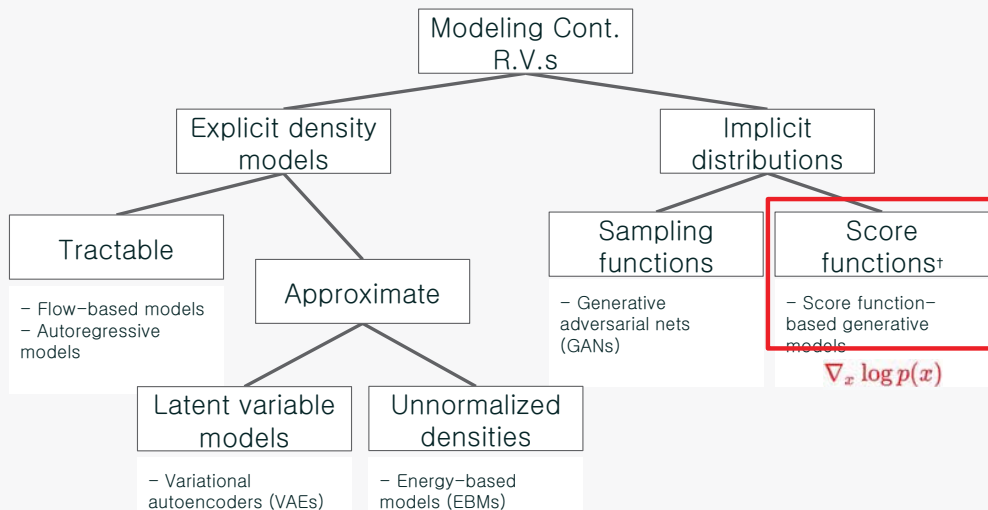 Modeling Cont.
R.V.s
Explicit density
models
Implicit
distributions
Tractable
– Flow-based models
– Autoregressive
models
Approximate
Sampling
functions
– Generative
adversarial nets
(GANs)
Score
functions†
– Score function-
based generative
models
∇ₓ log p(x)
Latent variable
models
– Variational
autoencoders (VAEs)
Unnormalized
densities
– Energy-based
models (EBMs)